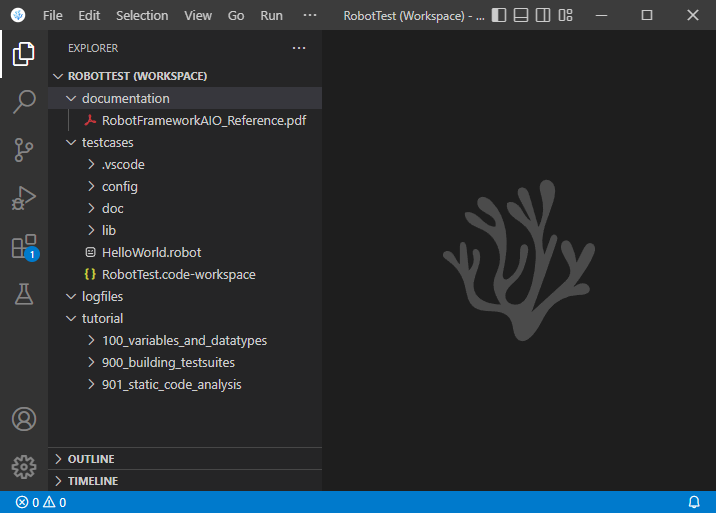 File Edit Selection View Go Run ··· RobotTest (Workspace) - ...
EXPLORER ···
ROBOTTEST (WORKSPACE)
documentation
RobotFrameworkAIO_Reference.pdf
testcases
.vscode
config
doc
lib
HelloWorld.robot
{} RobotTest.code-workspace
logfiles
tutorial
100_variables_and_datatypes
900_building_testsuites
901_static_code_analysis
1
OUTLINE
TIMELINE
0 0